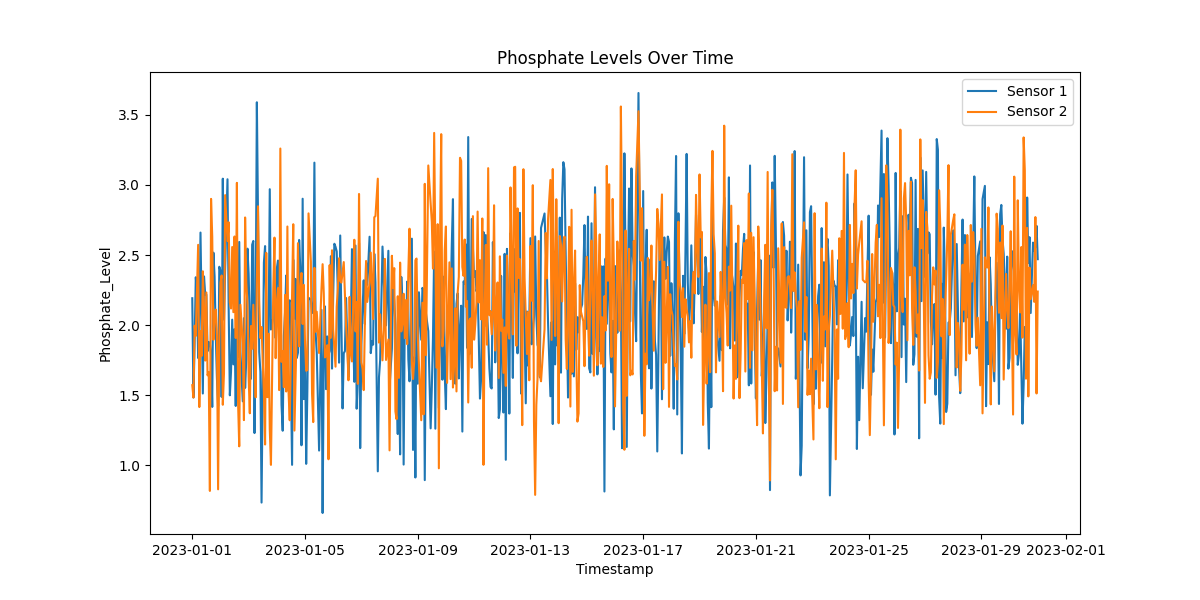 Phosphate Levels Over Time
Sensor 1
Sensor 2
Phosphate_Level
3.5
3.0
2.5
2.0
1.5
1.0
2023-01-01 2023-01-05 2023-01-09 2023-01-13 2023-01-17 2023-01-21 2023-01-25 2023-01-29 2023-02-01
Timestamp